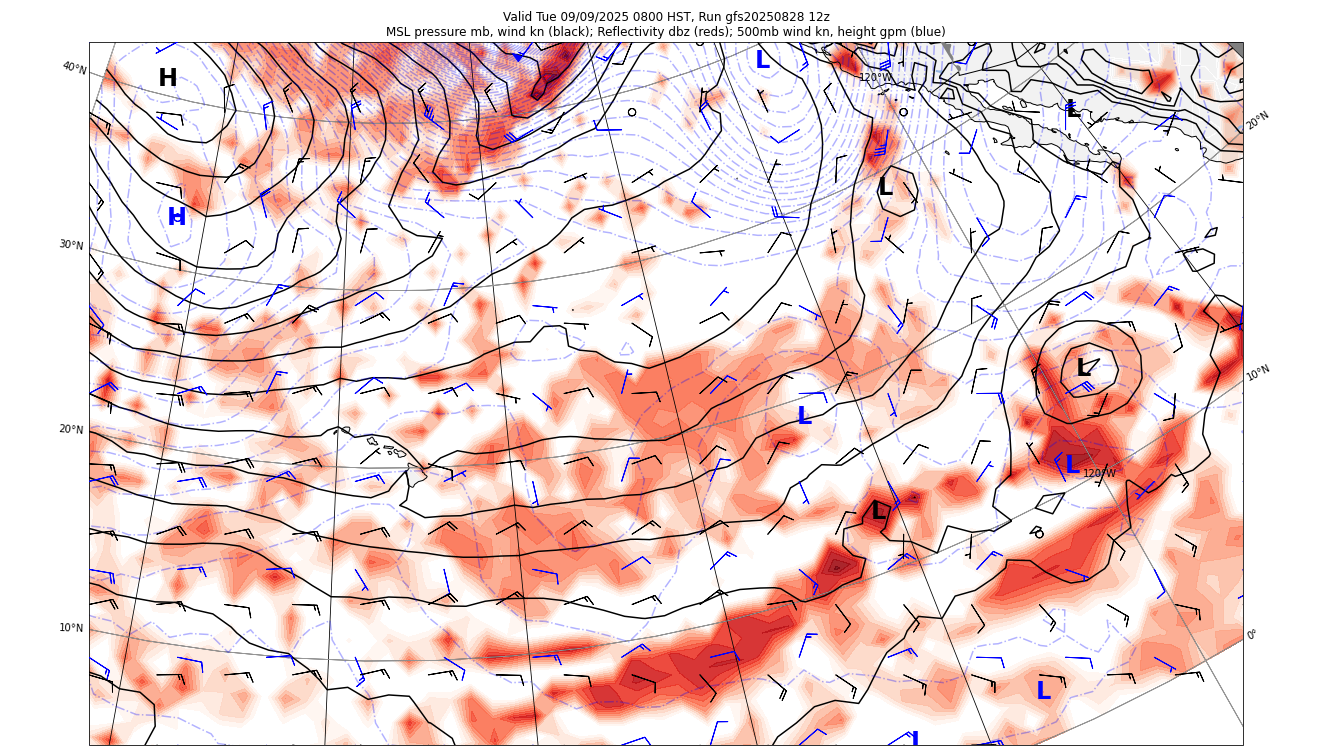 Valid Tue 09/09/2025 0800 HST, Run gfs20250828 12z
MSL pressure mb, wind kn (black); Reflectivity dbz (reds); 500mb wind kn, height gpm (blue)
L
40°N
H
120°W
L
20°N
L
H
30°N
L
10°N
L
20°N
L
120°W
L
10°N
0°
L
L